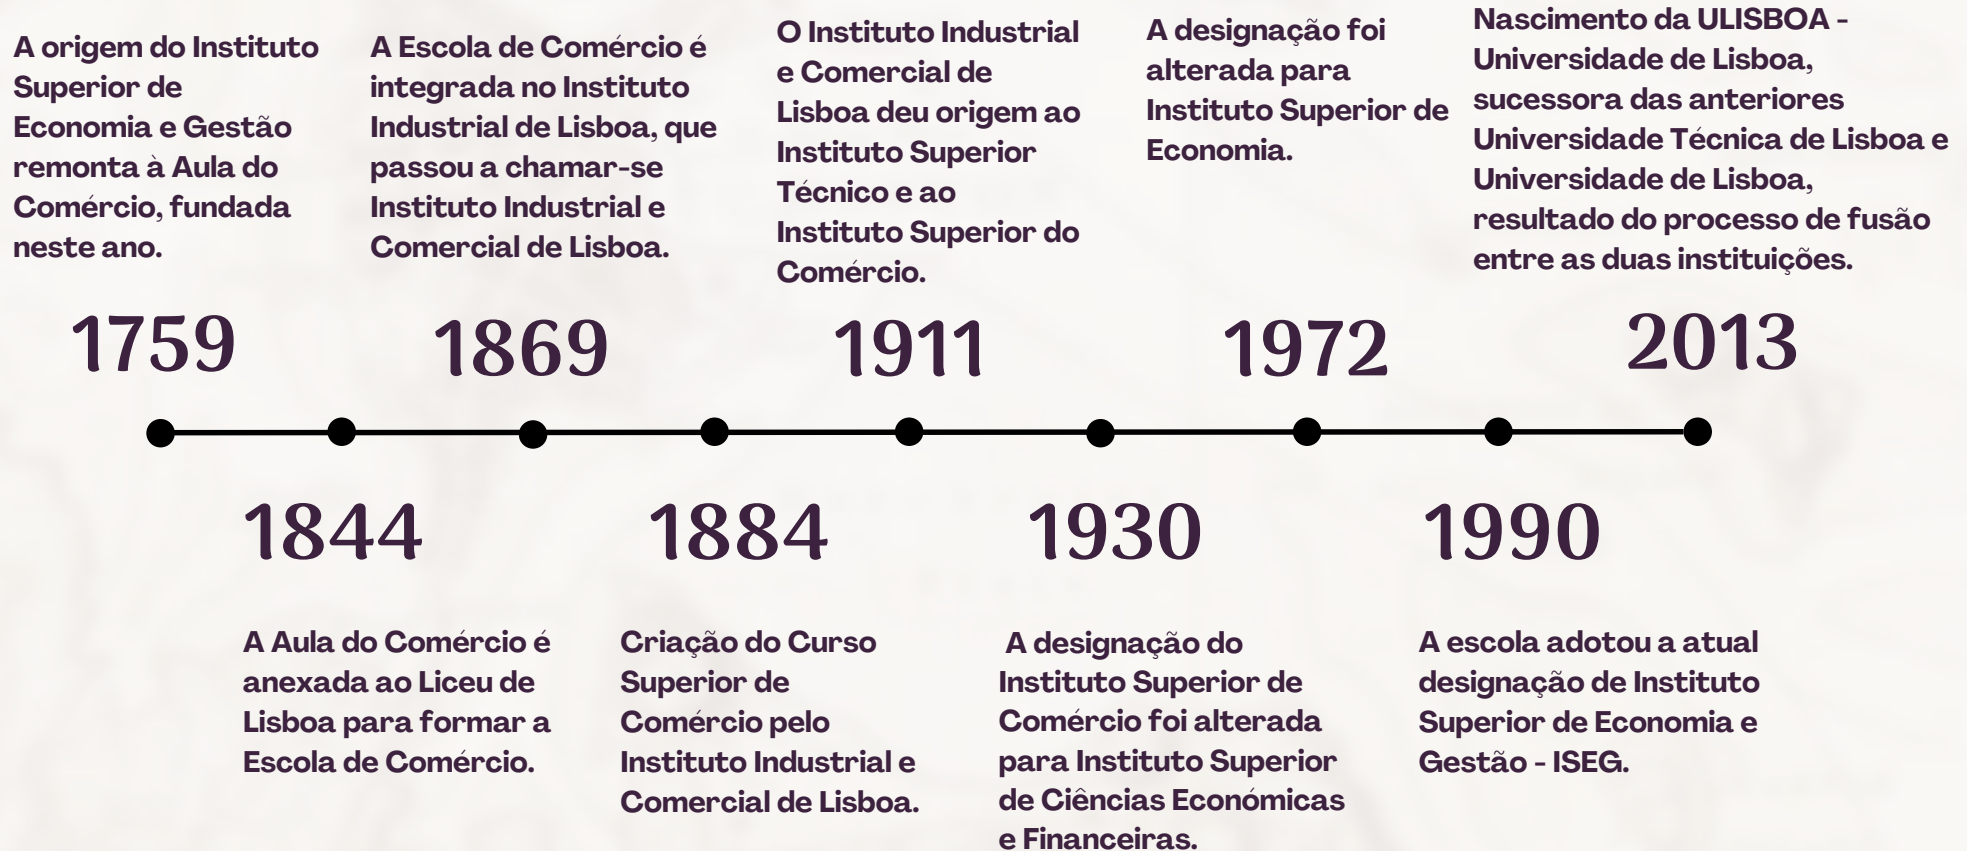 A origem do Instituto
Superior de
Economia e Gestão
remonta à Aula do
Comércio, fundada
neste ano.
1759
A Aula do Comércio é
anexada ao Liceu de
Lisboa para formar a
Escola de Comércio.
1844
A Escola de Comércio é
integrada no Instituto
Industrial de Lisboa, que
passou a chamar-se
Instituto Industrial e
Comercial de Lisboa.
1869
1884
Criação do Curso
Superior de
Comércio pelo
Instituto Industrial e
Comercial de Lisboa.
O Instituto Industrial
e Comercial de
Lisboa deu origem ao
Instituto Superior
Técnico e ao
Instituto Superior do
Comércio.
1911
1930
A designação do
Instituto Superior de
Comércio foi alterada
para Instituto Superior
de Ciências Económicas
e Financeiras.
A designação foi
alterada para
Instituto Superior de
Economia.
1972
1990
A escola adotou a atual
designação de Instituto
Superior de Economia e
Gestão - ISEG.
Nascimento da ULISBOA -
Universidade de Lisboa,
sucessora das anteriores
Universidade Técnica de Lisboa e
Universidade de Lisboa,
resultado do processo de fusão
entre as duas instituições.
2013